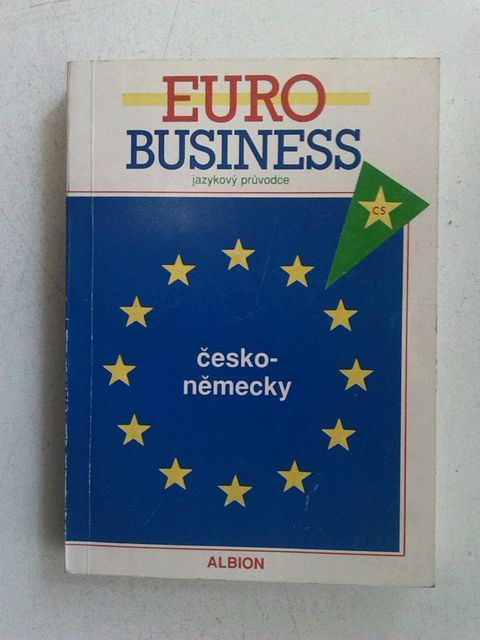 EURO
BUSINESS
jazykový průvodce
CS
česko-
německy
ALBION